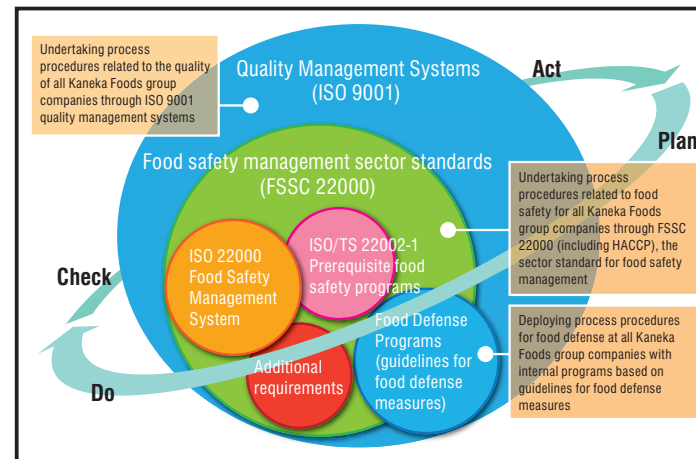 Undertaking process
procedures related to the quality
of all Kaneka Foods group
companies through ISO 9001
quality management systems
Quality Management Systems
(ISO 9001)
Act
Plan
Food safety management sector standards
(FSSC 22000)
Undertaking process
procedures related to food
safety for all Kaneka Foods
group companies through FSSC
22000 (including HACCP), the
sector standard for food safety
management
ISO/TS 22002-1
Prerequisite food
safety programs
ISO 22000
Food Safety
Management
System
Check
Food Defense
Programs
(guidelines for
food defense
measures)
Deploying process procedures
for food defense at all Kaneka
Foods group companies with
internal programs based on
guidelines for food defense
measures
Additional
requirements
Do